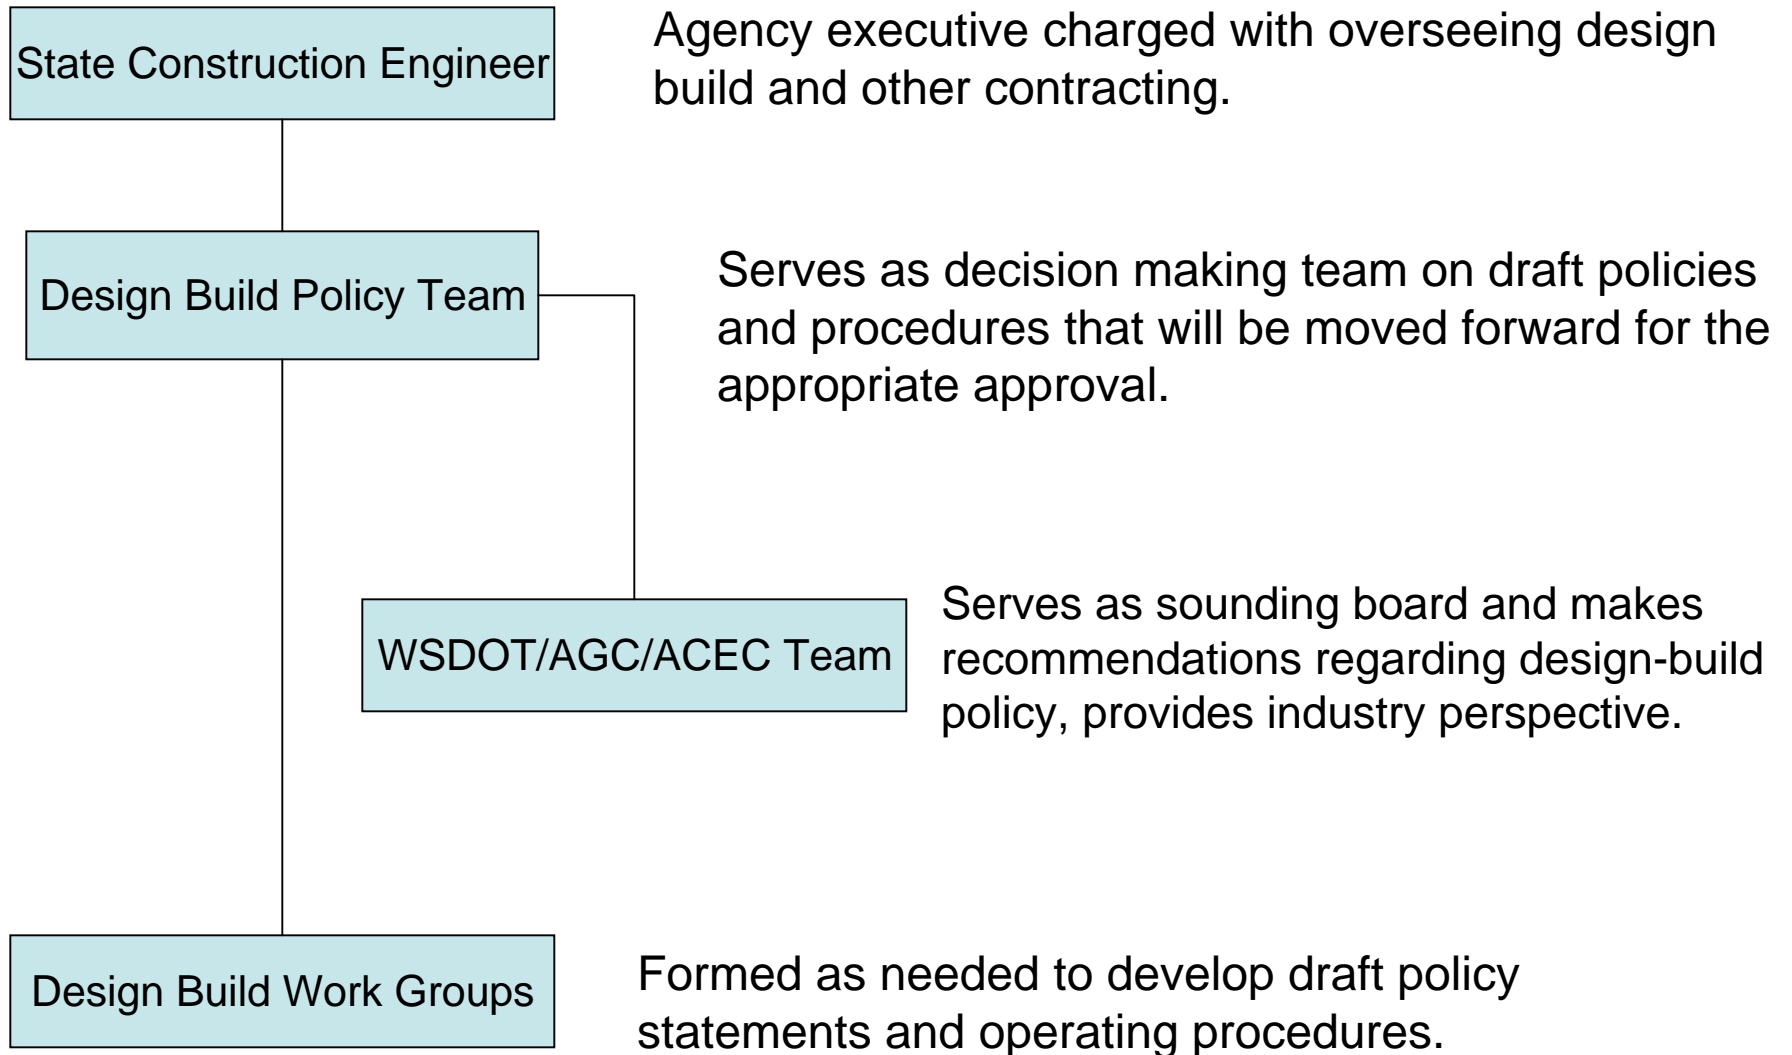 State Construction Engineer
Agency executive charged with overseeing design
build and other contracting.
Design Build Policy Team
Serves as decision making team on draft policies
and procedures that will be moved forward for the
appropriate approval.
WSDOT/AGC/ACEC Team
Serves as sounding board and makes
recommendations regarding design-build
policy, provides industry perspective.
Design Build Work Groups
Formed as needed to develop draft policy
statements and operating procedures.